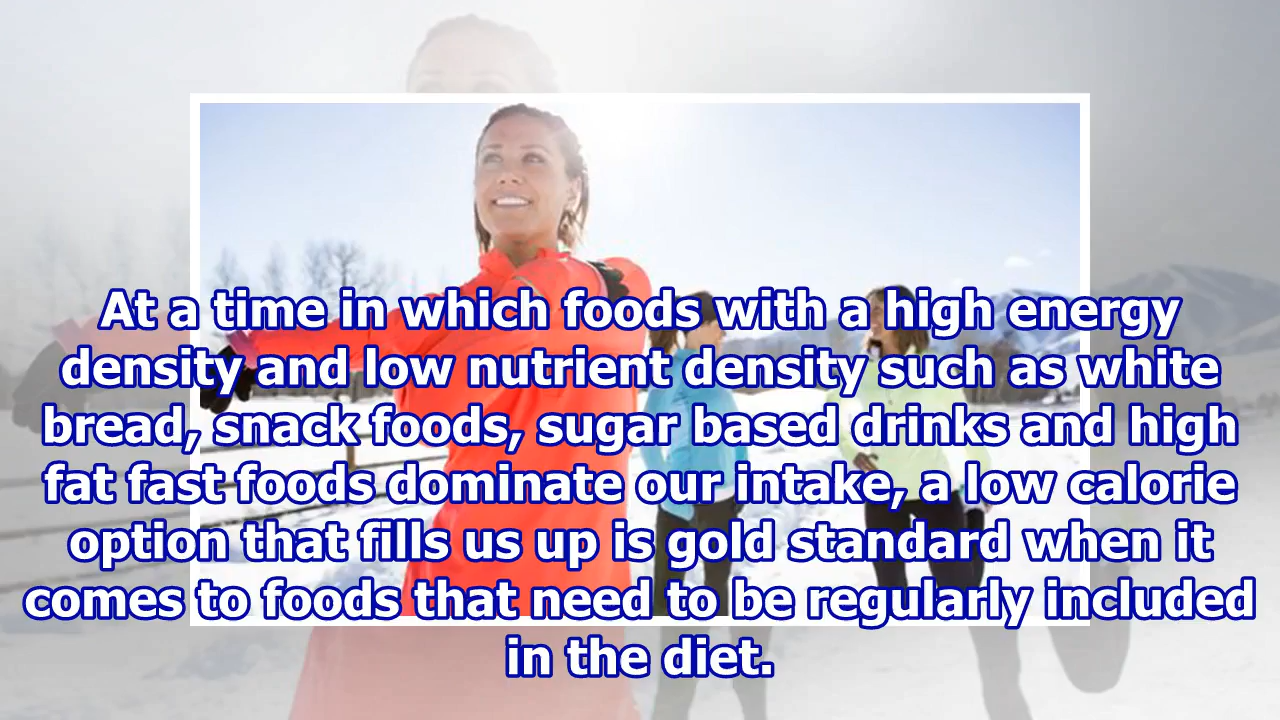 At a time in which foods with a high energy
density and low nutrient density such as white
bread, snack foods, sugar based drinks and high
fat fast foods dominate our intake, a low calorie
option that fills us up is gold standard when it
comes to foods that need to be regularly included
in the diet.